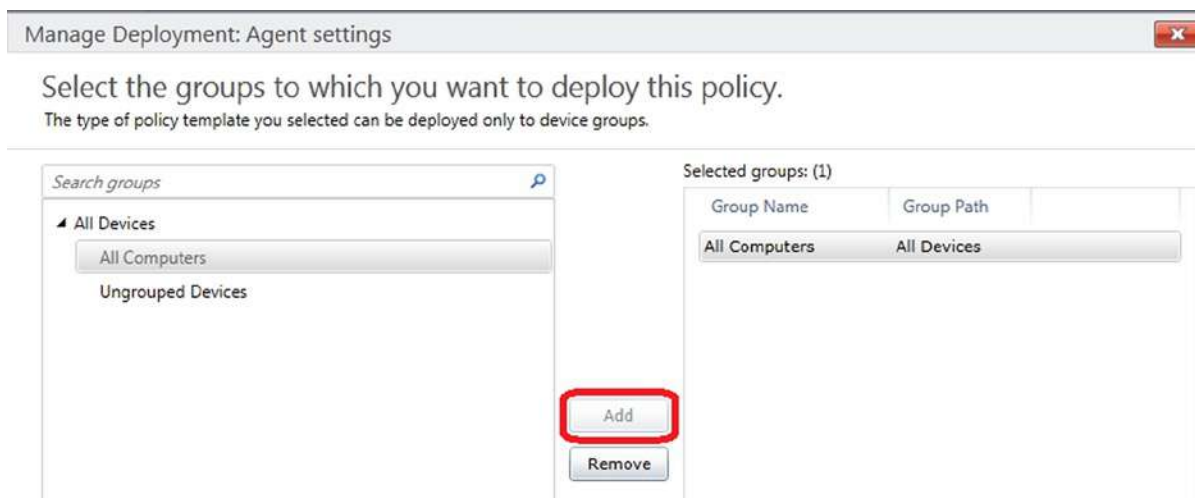 Manage Deployment: Agent settings
Select the groups to which you want to deploy this policy.
The type of policy template you selected can be deployed only to device groups.
Search groups
All Devices
All Computers
Ungrouped Devices
Add
Remove
Selected groups: (1)
Group Name Group Path
All Computers All Devices